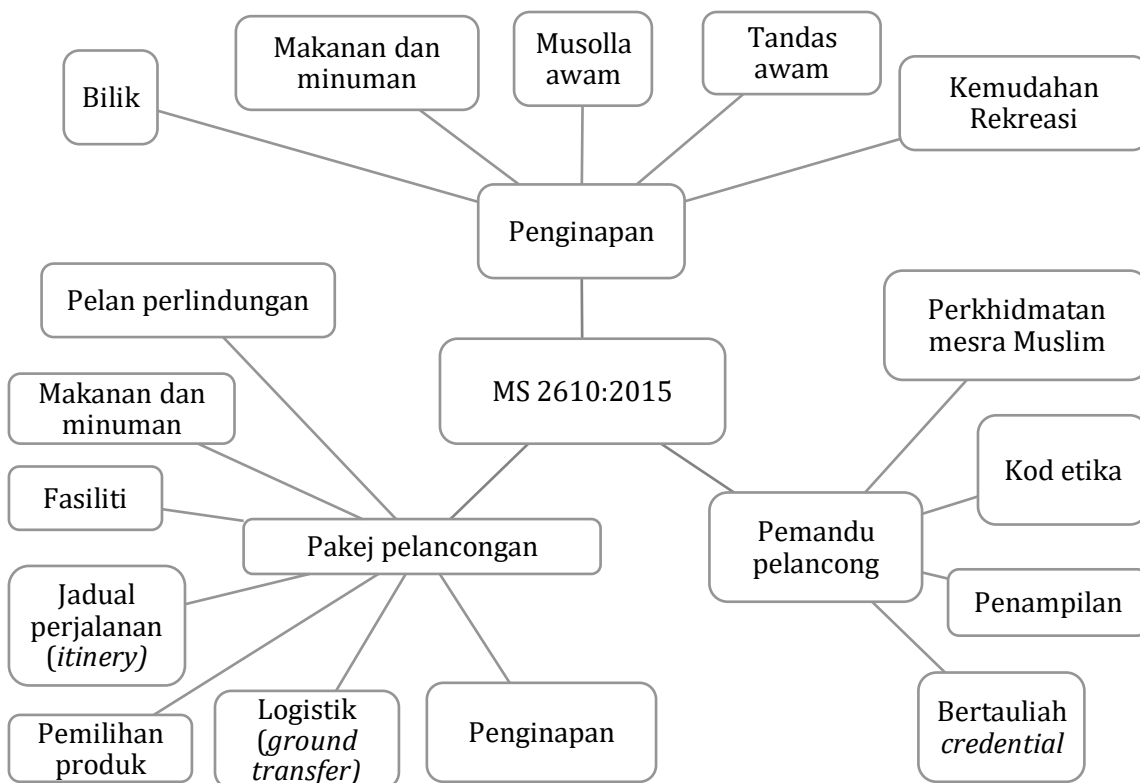 Bilik
Makanan dan
minuman
Musolla
awam
Tandas
awam
Kemudahan
Rekreasi
Penginapan
Pelan perlindungan
Perkhidmatan
mesra Muslim
MS 2610:2015
Makanan dan
minuman
Fasiliti
Kod etika
Pakej pelancongan
Pemandu
pelancong
Jadual
perjalanan
(itinery)
Penampilan
Pemilihan
produk
Logistik
(ground
transfer)
Penginapan
Bertauliah
credential